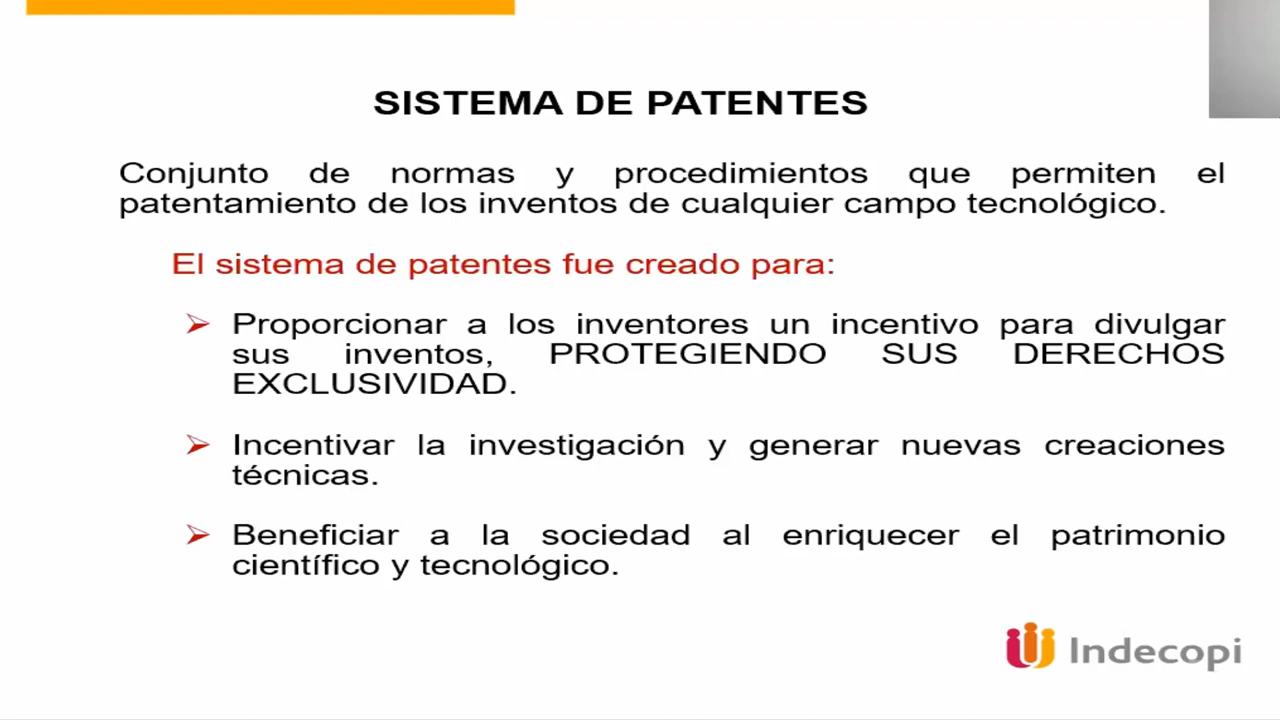 SISTEMA DE PATENTES
Conjunto de normas y procedimientos que permiten el
patentamiento de los inventos de cualquier campo tecnológico.
El sistema de patentes fue creado para:
Proporcionar a los inventores un incentivo para divulgar
sus inventos, PROTEGIENDO SUS DERECHOS
EXCLUSIVIDAD.
Incentivar la investigación y generar nuevas creaciones
técnicas.
Beneficiar a la sociedad al enriquecer el patrimonio
científico y tecnológico.
Indecopi